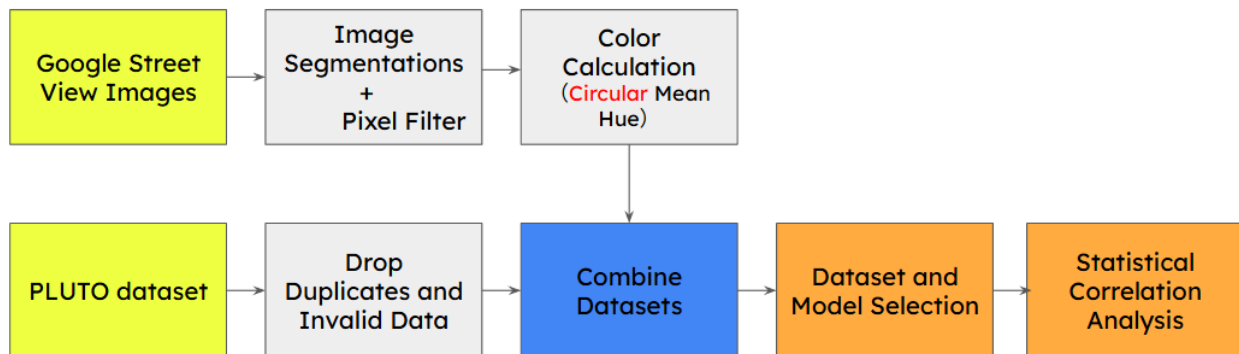 Google Street
View Images
Image
Segmentations
+
Pixel Filter
Color
Calculation
（Circular Mean
Hue）
PLUTO dataset
Drop
Duplicates and
Invalid Data
Combine
Datasets
Dataset and
Model Selection
Statistical
Correlation
Analysis